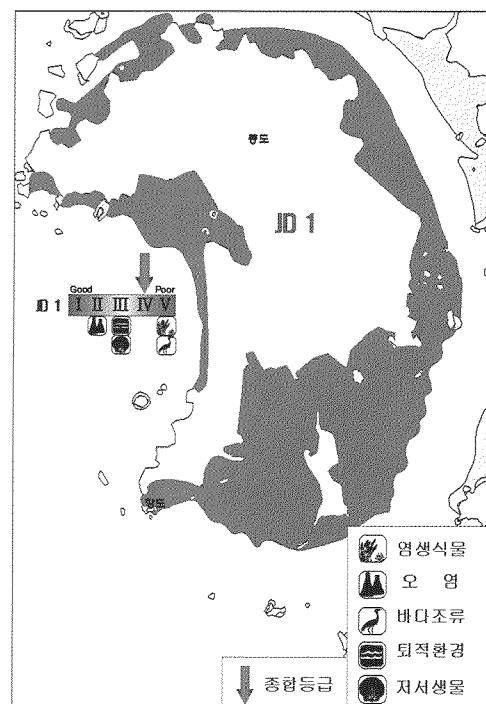 JD 1
Good Poor
JD 1 I II III IV V
염생식물
오 염
바다조류
퇴적환경
저서생물
종합등급